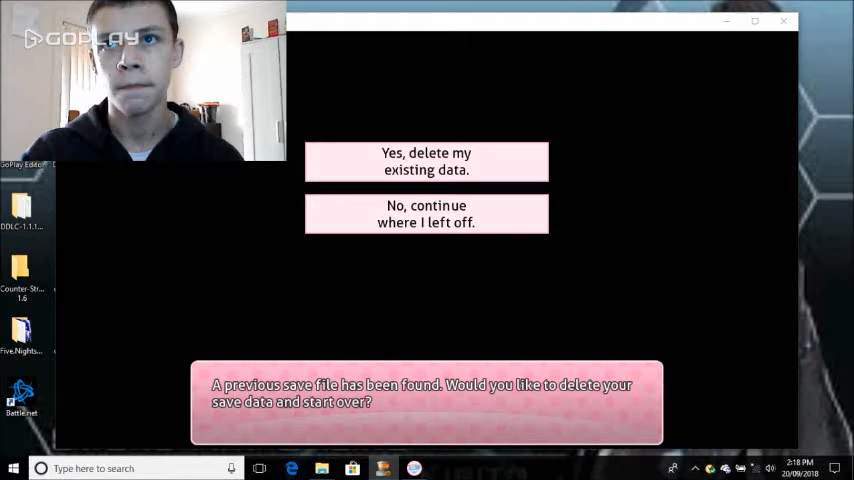 GOPLAY
Yes, delete my
existing data.
No, continue
where I left off.
GoPlay Editor
DDLC-1.1.1...
Counter-Str...
1.6
Five.Nights...
Battle.net
A previous save file has been found. Would you like to delete your
save data and start over?
Type here to search
2:18 PM
20/09/2018